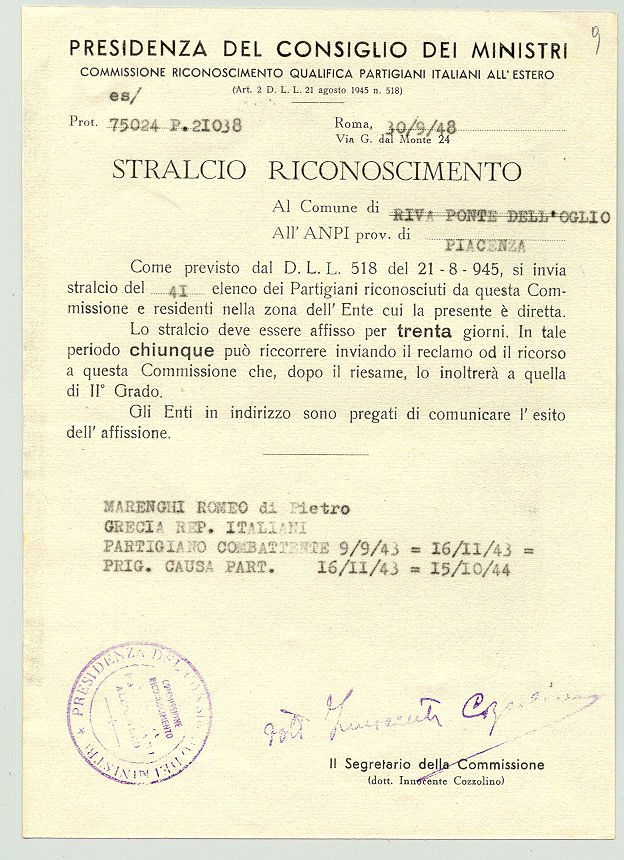 9
PRESIDENZA DEL CONSIGLIO DEI MINISTRI
COMMISSIONE RICONOSCIMENTO QUALIFICA PARTIGIANI ITALIANI ALL'ESTERO
(Art. 2 D. L. L. 21 agosto 1945 n. 518)
es/
Prot. 75024 P.21038 Roma, 30/9/48
Via G. dal Monte 24
STRALCIO RICONOSCIMENTO
Al Comune di RIVA PONTE DELL'OGLIO
All'ANPI prov. di PIACENZA
Come previsto dal D. L. L. 518 del 21-8-945, si invia
stralcio del 41 elenco dei Partigiani riconosciuti da questa Com-
missione e residenti nella zona dell'Ente cui la presente è diretta.
Lo stralcio deve essere affisso per trenta giorni. In tale
periodo chiunque può riccorrere inviando il reclamo od il ricorso
a questa Commissione che, dopo il riesame, lo inoltrerà a quella
di II° Grado.
Gli Enti in indirizzo sono pregati di comunicare l'esito
dell'affissione.
MARENGHI ROMEO di Pietro
GRECIA REP. ITALIANI
PARTIGIANO COMBATTENTE 9/9/43 = 16/11/43 =
PRIG. CAUSA PART. 16/11/43 = 15/10/44
PRESIDENZA DEL CONSIGLIO DEI MINISTRI
COMMISSIONE
RICONOSCIMENTO
dott Innocente Cozzolino
Il Segretario della Commissione
(dott. Innocente Cozzolino)